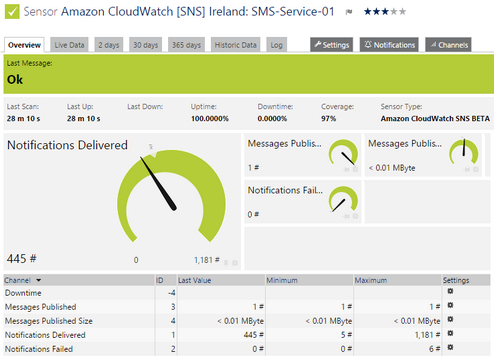 Sensor Amazon CloudWatch [SNS] Ireland: SMS-Service-01
Overview Live Data 2 days 30 days 365 days Historic Data Log Settings Notifications Channels
Last Message:
Ok
Last Scan: Last Up: Last Down: Uptime: Downtime: Coverage: Sensor Type:
28 m 10 s 28 m 10 s 100.0000% 0.0000% 97% Amazon CloudWatch SNS BETA
Notifications Delivered
445 #
0
1,181 #
Messages Publis...
1 #
Messages Publis...
< 0.01 MByte
Notifications Fail...
0 #
Channel ID Last Value Minimum Maximum Settings
Downtime -4
Messages Published 3 1 # 1 # 1 #
Messages Published Size 4 < 0.01 MByte < 0.01 MByte < 0.01 MByte
Notifications Delivered 1 445 # 5 # 1,181 #
Notifications Failed 2 0 # 0 # 6 #